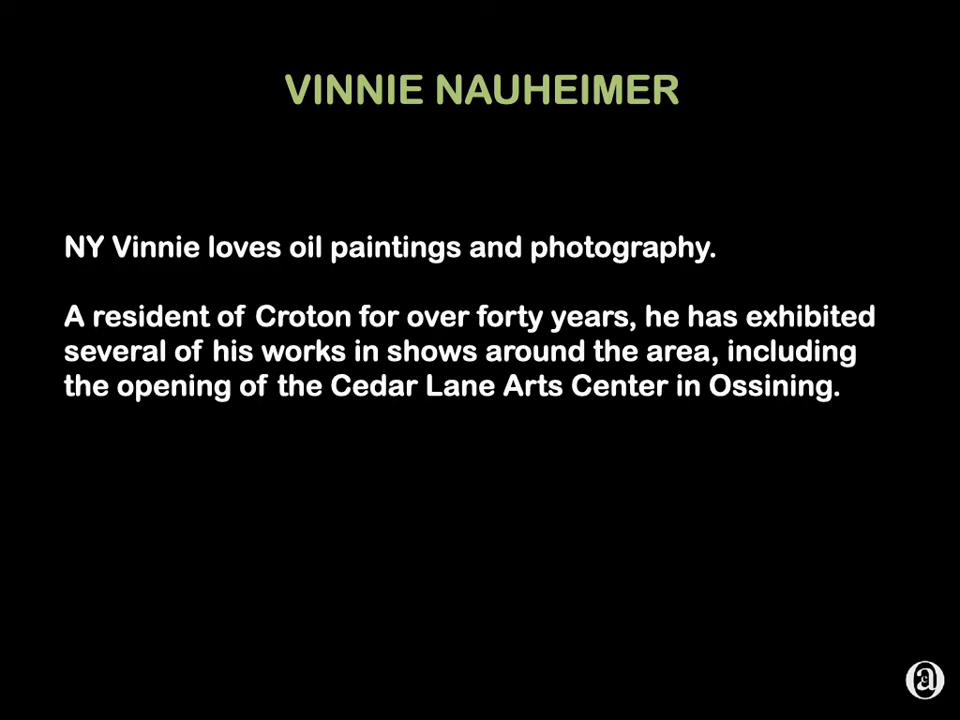 VINNIE NAUHEIMER
NY Vinnie loves oil paintings and photography.
A resident of Croton for over forty years, he has exhibited
several of his works in shows around the area, including
the opening of the Cedar Lane Arts Center in Ossining.